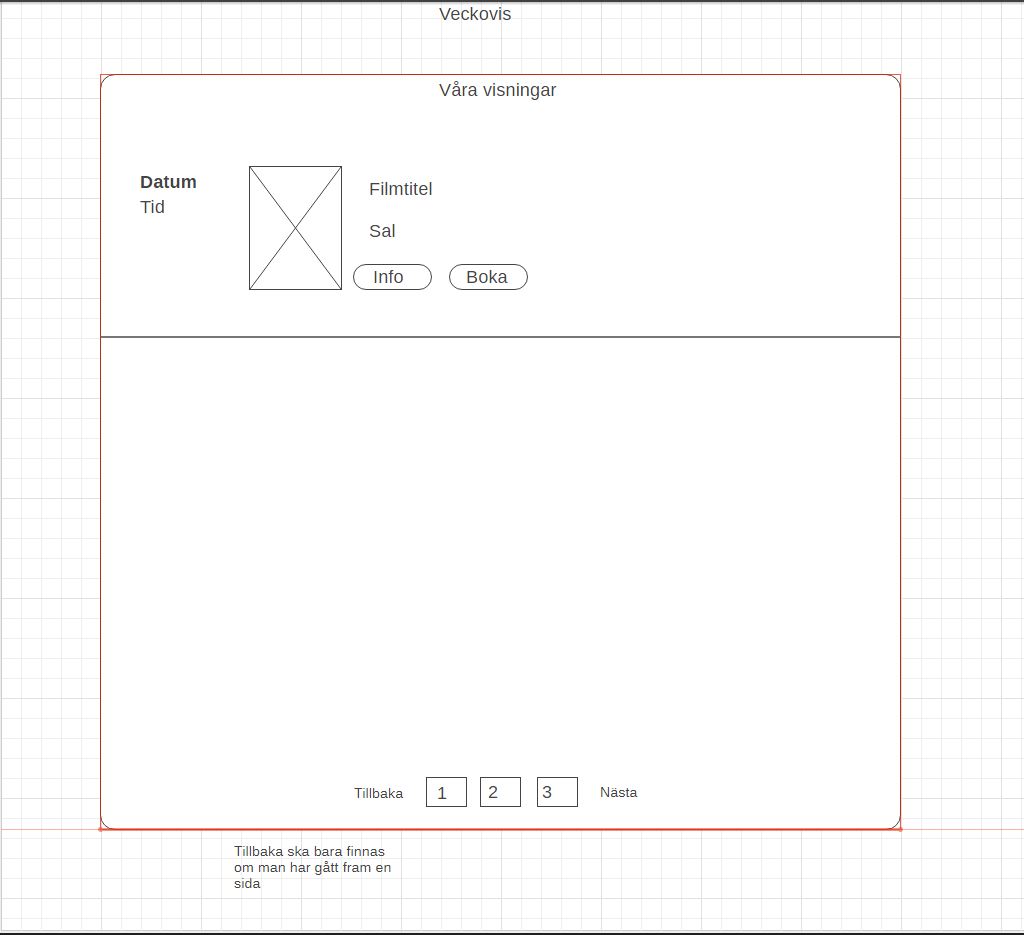 Veckovis
Våra visningar
Datum
Tid
Filmtitel
Sal
Info
Boka
Tillbaka
1
2
3
Nästa
Tillbaka ska bara finnas
om man har gått fram en
sida